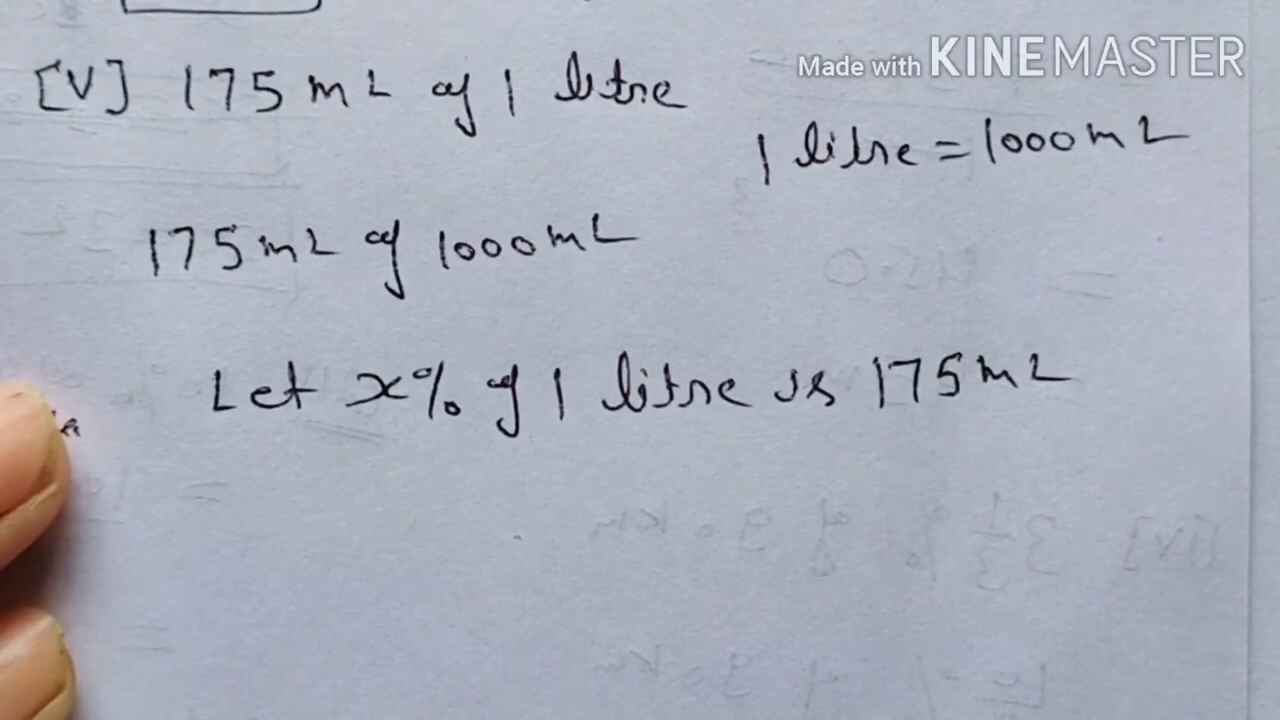 Made with KINEMASTER
[V] 175 mL of 1 litre
1 litre = 1000 mL
175 mL of 1000 mL
Let x% of 1 litre is 175 mL